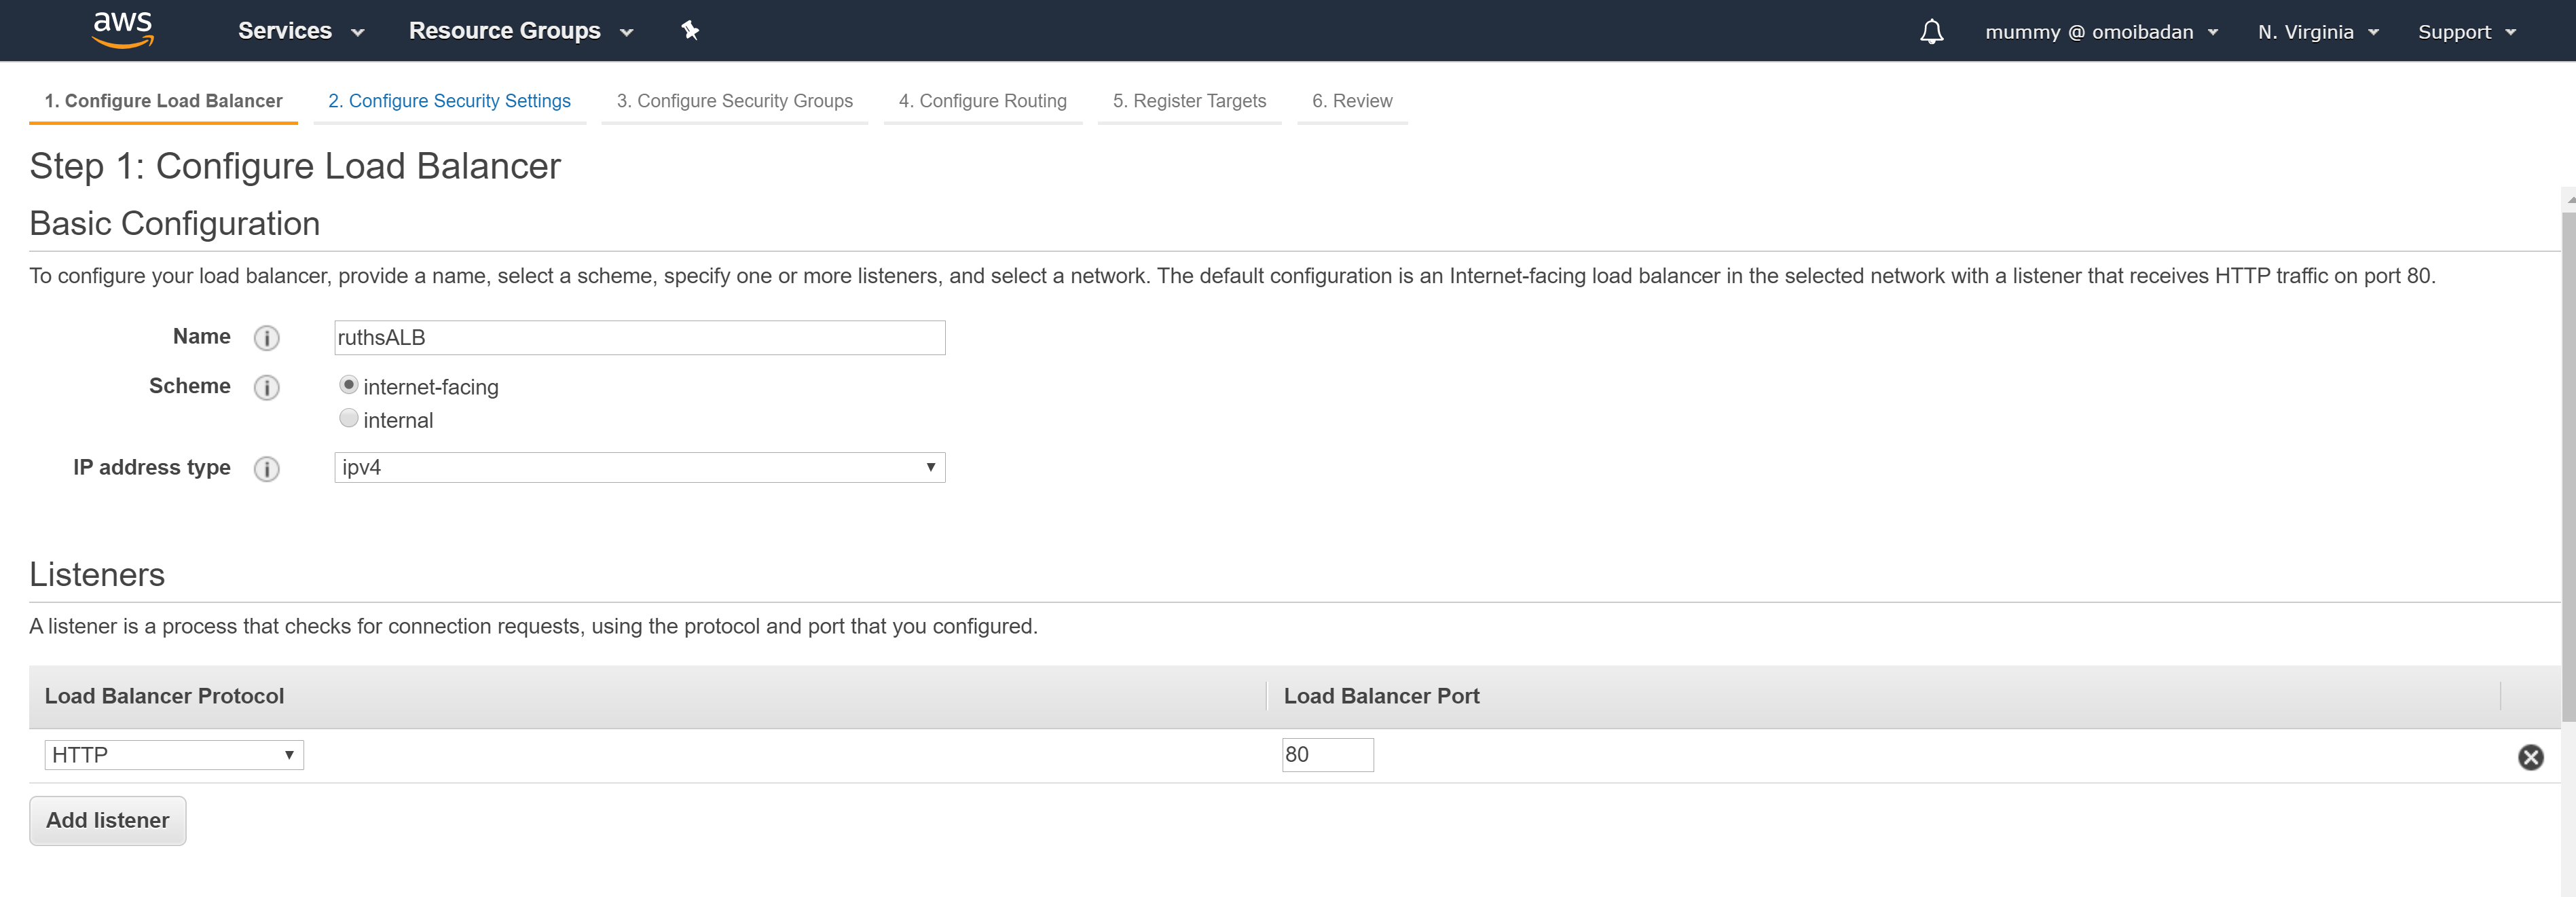 aws Services Resource Groups mummy @ omoibadan N. Virginia Support
1. Configure Load Balancer 2. Configure Security Settings 3. Configure Security Groups 4. Configure Routing 5. Register Targets 6. Review
Step 1: Configure Load Balancer
Basic Configuration
To configure your load balancer, provide a name, select a scheme, specify one or more listeners, and select a network. The default configuration is an Internet-facing load balancer in the selected network with a listener that receives HTTP traffic on port 80.
Name i ruthsALB
Scheme i internet-facing
internal
IP address type i ipv4
Listeners
A listener is a process that checks for connection requests, using the protocol and port that you configured.
Load Balancer Protocol Load Balancer Port
HTTP 80
Add listener